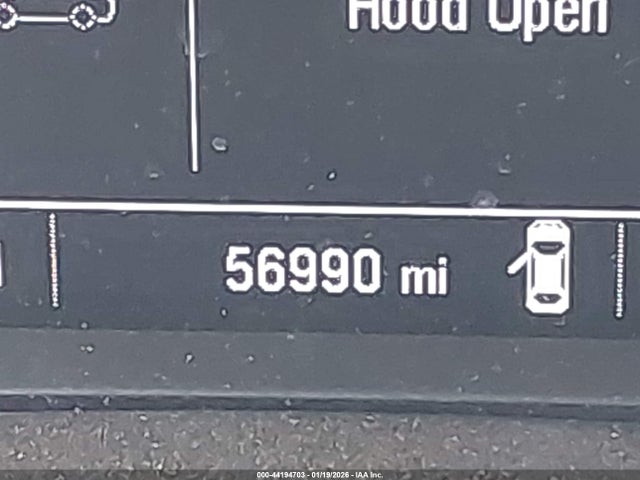 Hood Open
56990 mi
000-44194703 - 01/19/2026 - IAA Inc.